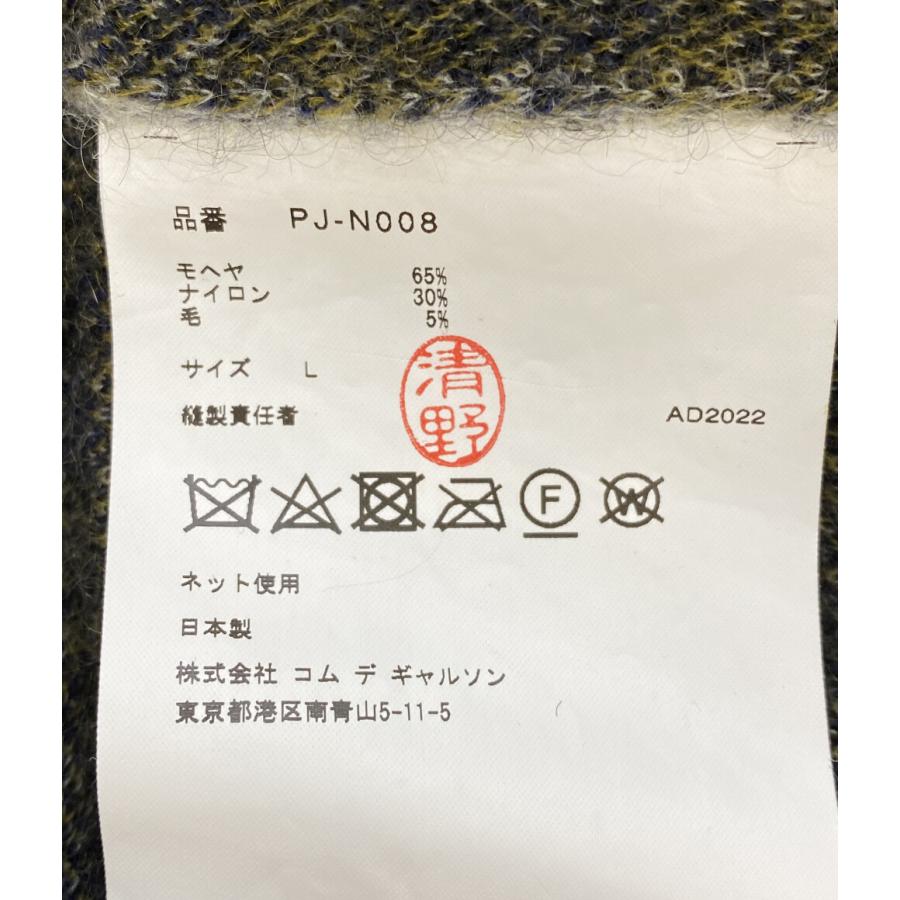 品番 PJ-N008
モヘヤ 65%
ナイロン 30%
毛 5%
サイズ L
縫製責任者 清野 AD2022
F W
ネット使用
日本製
株式会社 コム デ ギャルソン
東京都港区南青山5-11-5